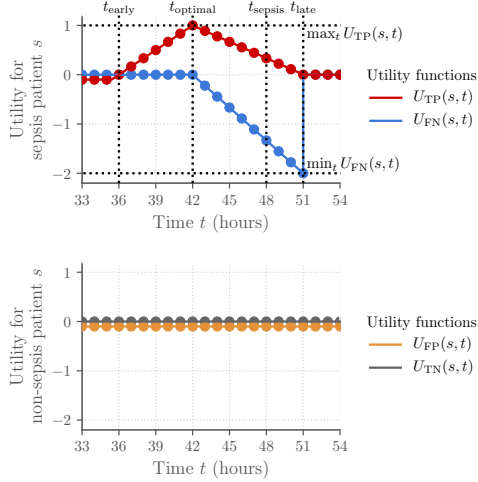 t_early t_optimal t_sepsis t_late
1
0
−1
−2
Utility for
sepsis patient s
max_t U_TP(s, t)
min_t U_FN(s, t)
Utility functions
U_TP(s, t)
U_FN(s, t)
33 36 39 42 45 48 51 54
Time t (hours)
1
0
−1
−2
Utility for
non-sepsis patient s
Utility functions
U_FP(s, t)
U_TN(s, t)
33 36 39 42 45 48 51 54
Time t (hours)